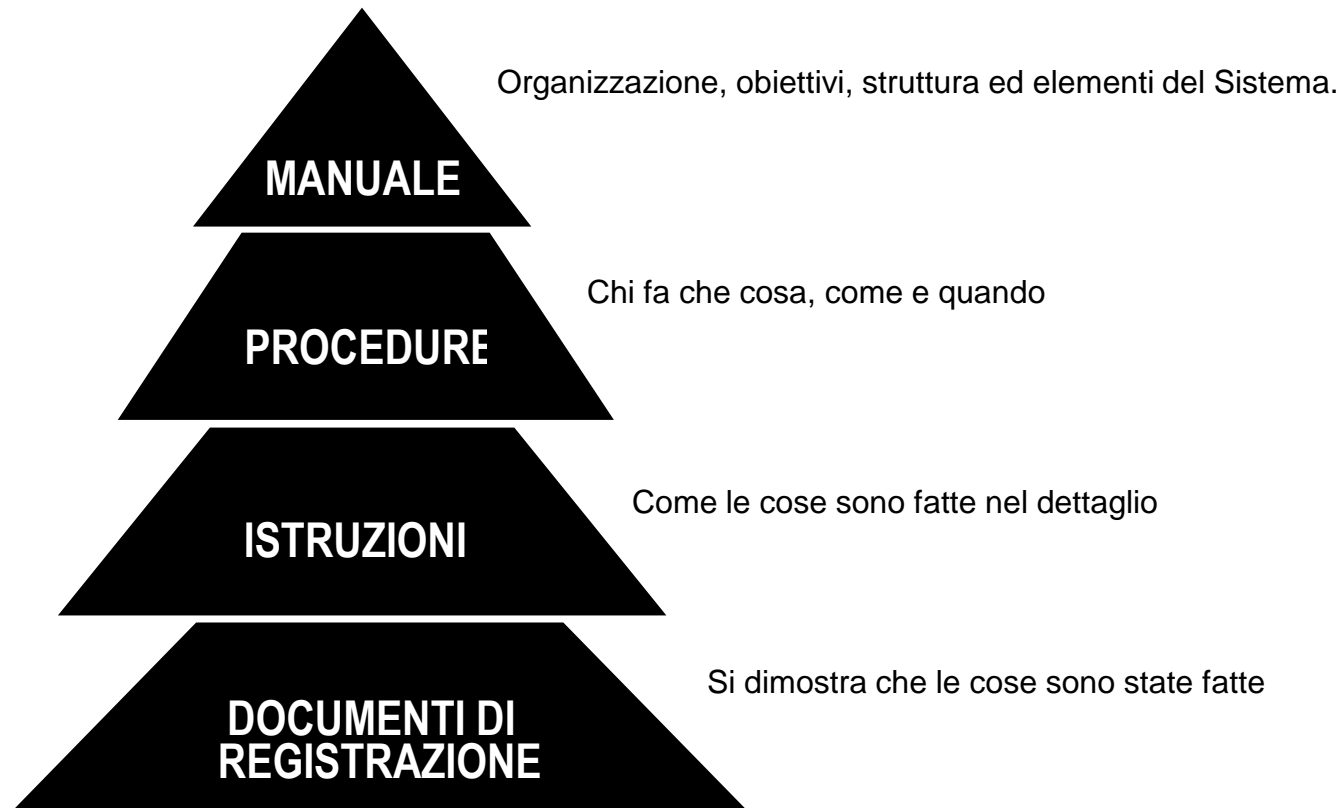 Organizzazione, obiettivi, struttura ed elementi del Sistema.
MANUALE
Chi fa che cosa, come e quando
PROCEDURE
Come le cose sono fatte nel dettaglio
ISTRUZIONI
Si dimostra che le cose sono state fatte
DOCUMENTI DI
REGISTRAZIONE